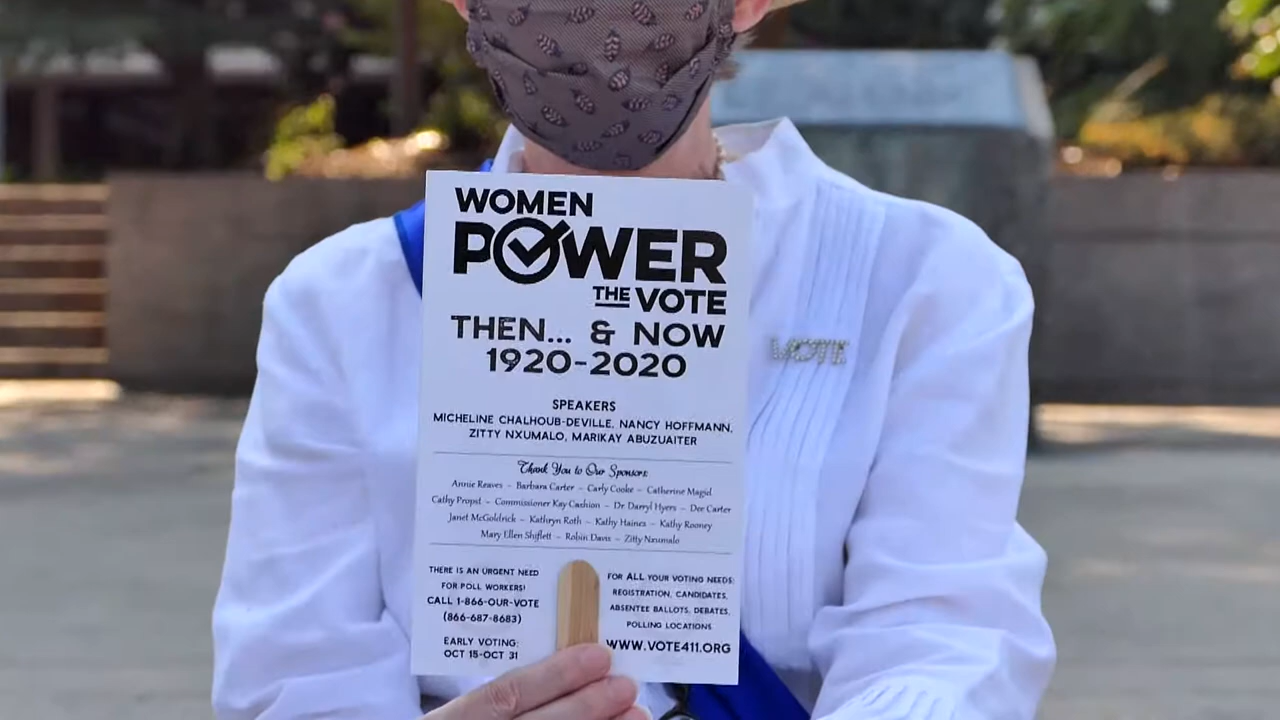 WOMEN
POWER
THE VOTE
THEN... & NOW
1920-2020
SPEAKERS
MICHELINE CHALHOUB-DEVILLE, NANCY HOFFMANN,
ZITTY NXUMALO, MARIKAY ABUZUAITER
Thank You to Our Sponsors:
Annie Reaves – Barbara Carter – Carly Cooke – Catherine Magid
Cathy Propst – Commissioner Kay Cashion – Dr Darryl Hyers – Dee Carter
Janet McGoldrick – Kathryn Roth – Kathy Haines – Kathy Rooney
Mary Ellen Shiflett – Robin Davis – Zitty Nxumalo
THERE IS AN URGENT NEED
FOR POLL WORKERS!
CALL 1-866-OUR-VOTE
(866-687-8683)
EARLY VOTING:
OCT 15-OCT 31
FOR ALL YOUR VOTING NEEDS:
REGISTRATION, CANDIDATES,
ABSENTEE BALLOTS, DEBATES,
POLLING LOCATIONS
WWW.VOTE411.ORG
VOTE